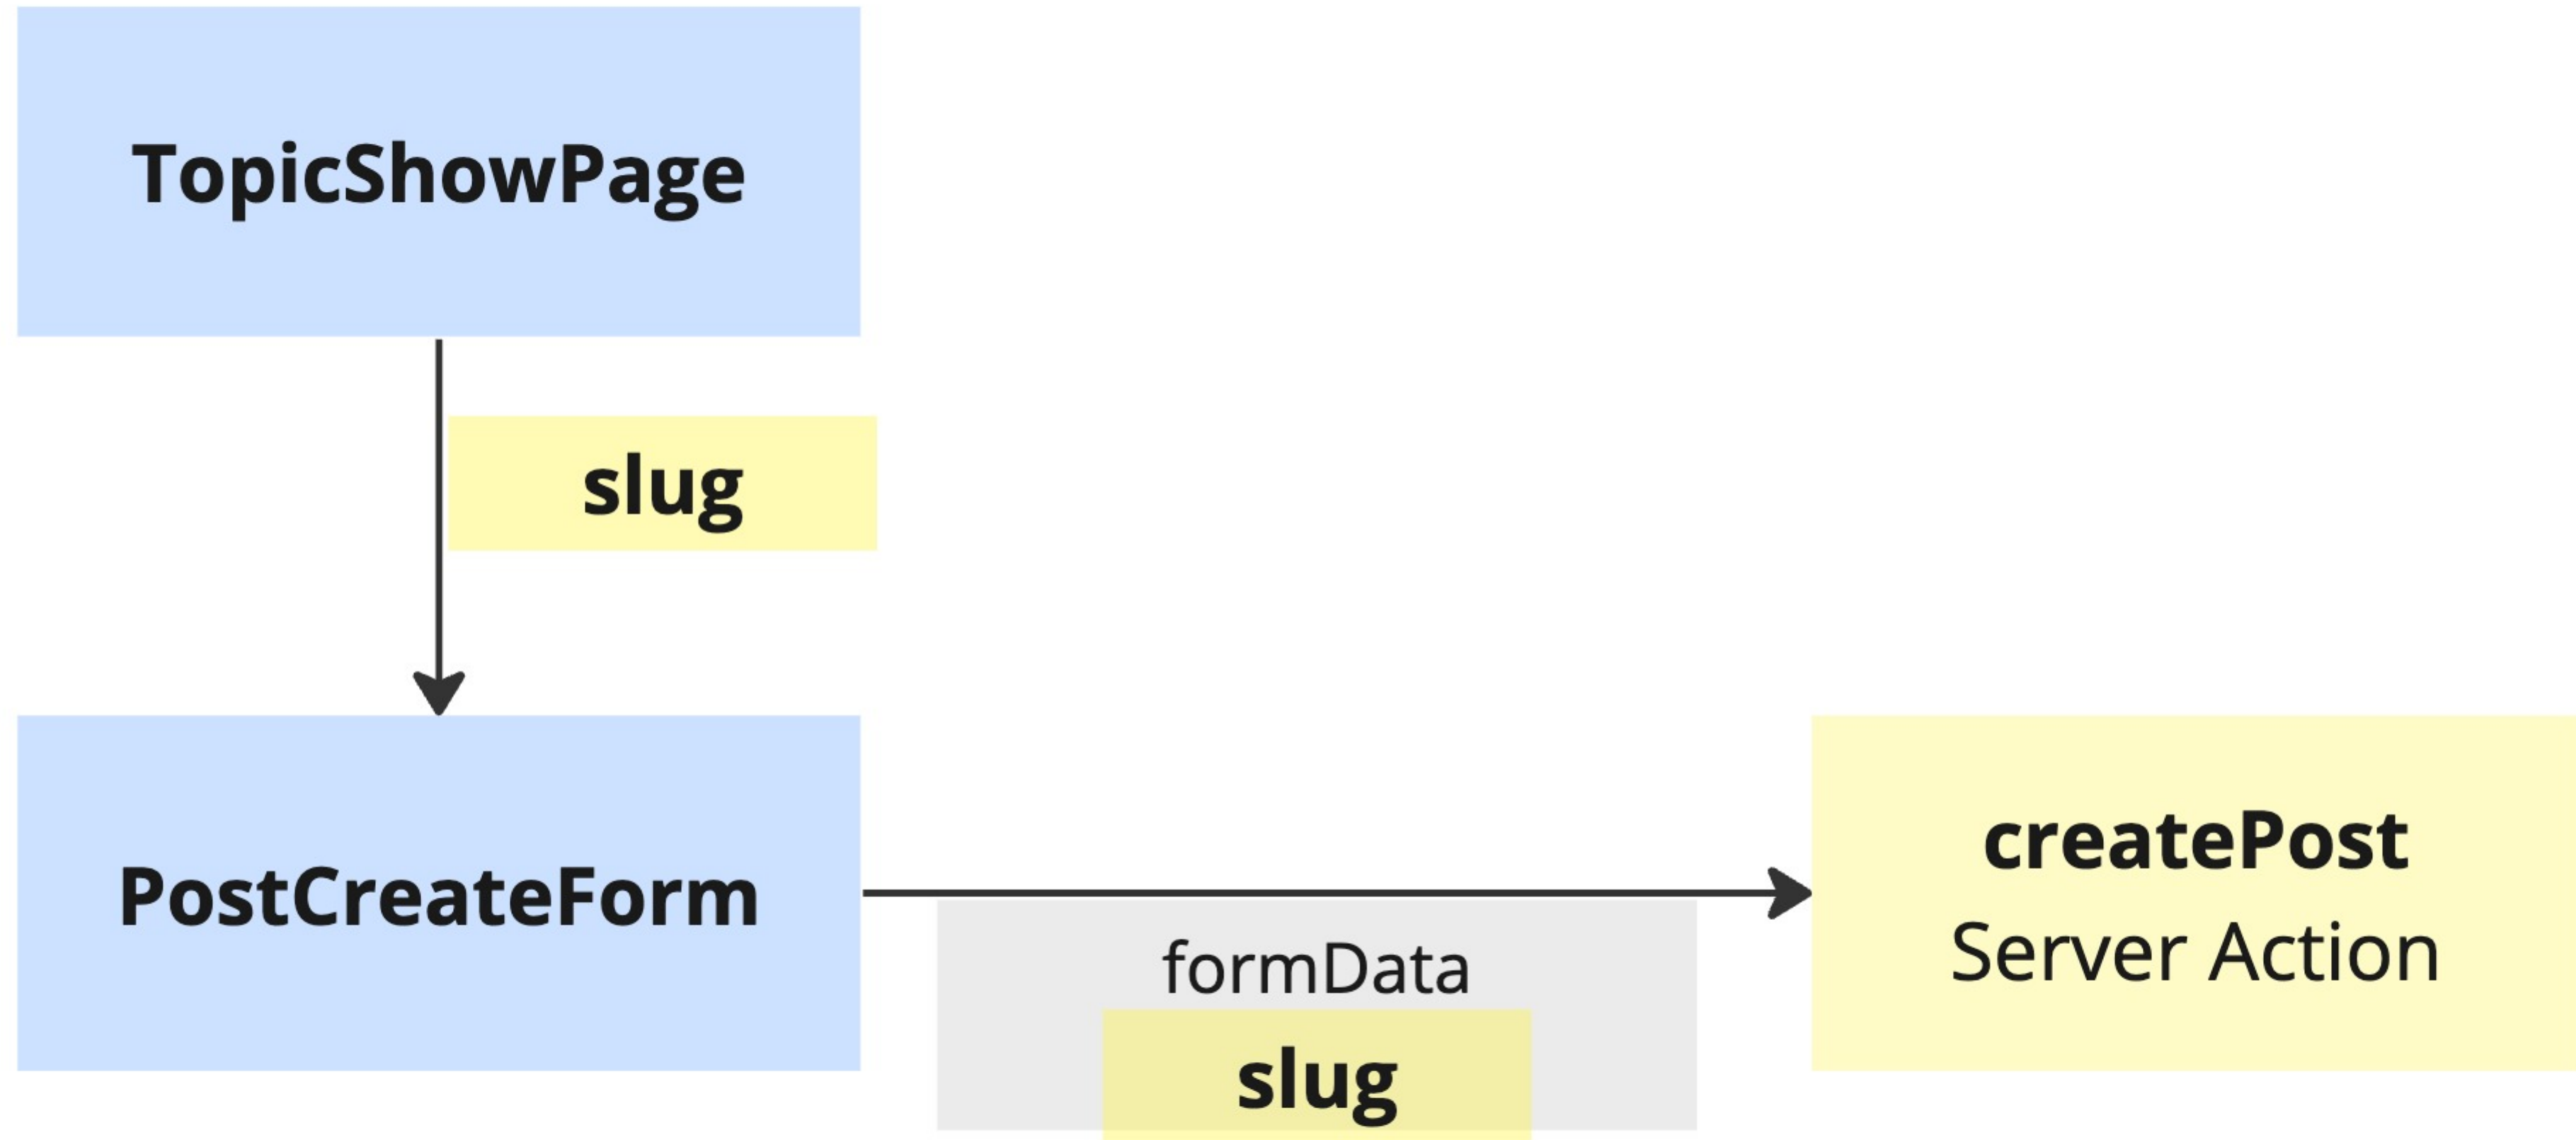 TopicShowPage
slug
PostCreateForm
createPost
Server Action
formData
slug